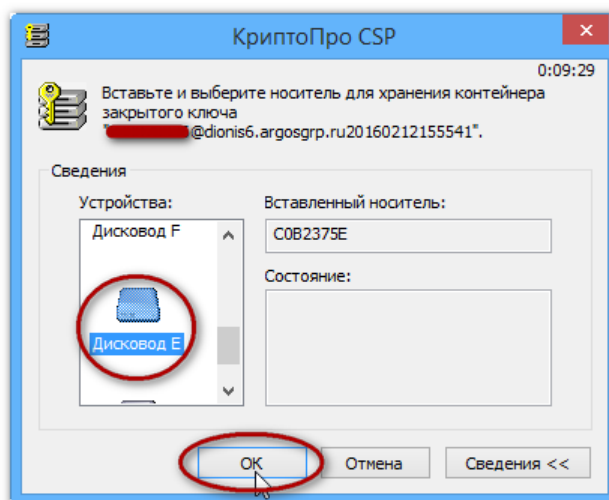 КриптоПро CSP
0:09:29
Вставьте и выберите носитель для хранения контейнера
закрытого ключа
@dionis6.argosgrp.ru20160212155541".
Сведения
Устройства:
Вставленный носитель:
Дисковод F
C0B2375E
Состояние:
Дисковод E
ОК
Отмена
Сведения <<